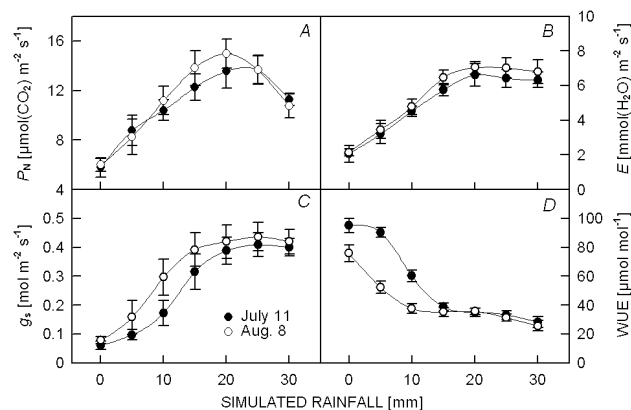 A
B
16
12
8
4
P_N [µmol(CO₂) m⁻² s⁻¹]
10
8
6
4
2
0
E [mmol(H₂O) m⁻² s⁻¹]
C
D
0.5
0.4
0.3
0.2
0.1
0
g_s [mol m⁻² s⁻¹]
July 11
Aug. 8
100
80
60
40
20
0
WUE [µmol mol⁻¹]
0 10 20 30 0 10 20 30
SIMULATED RAINFALL [mm]